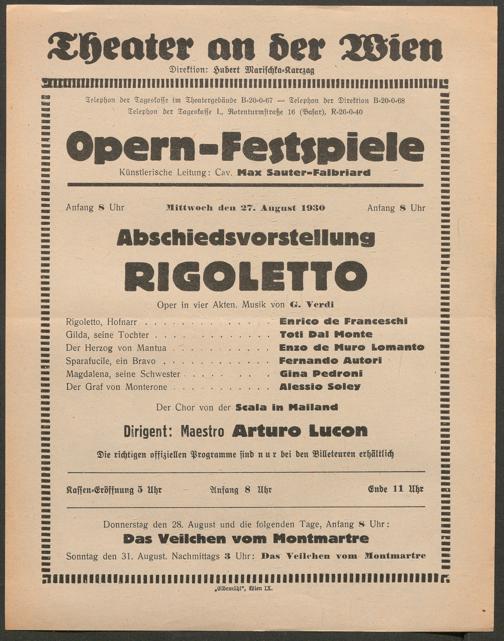 Theater an der Wien
Direktion: Hubert Marischka-Karczag
Telephon der Tageskasse im Theatergebäude B-20-0-67 — Telephon der Direktion B-20-0-68
Telephon der Tageskasse I., Rotenturmstraße 16 (Basar), R-26-0-40
Opern-Festspiele
Künstlerische Leitung: Cav. Max Sauter-Falbriard
Anfang 8 Uhr Mittwoch den 27. August 1930 Anfang 8 Uhr
Abschiedsvorstellung
RIGOLETTO
Oper in vier Akten. Musik von G. Verdi
Rigoletto, Hofnarr . . . . . . . . . . . . Enrico de Franceschi
Gilda, seine Tochter . . . . . . . . . . . . Toti Dal Monte
Der Herzog von Mantua . . . . . . . . . . Enzo de Muro Lomanto
Sparafucile, ein Bravo . . . . . . . . . . . Fernando Autori
Magdalena, seine Schwester . . . . . . . . . Gina Pedroni
Der Graf von Monterone . . . . . . . . . . Alessio Soley
Der Chor von der Scala in Mailand
Dirigent: Maestro Arturo Lucon
Die richtigen offiziellen Programme sind nur bei den Billeteuren erhältlich
Kassen-Eröffnung 5 Uhr Anfang 8 Uhr Ende 11 Uhr
Donnerstag den 28. August und die folgenden Tage, Anfang 8 Uhr:
Das Veilchen vom Montmartre
Sonntag den 31. August. Nachmittags 3 Uhr: Das Veilchen vom Montmartre
„Elbemühl", Wien IX.